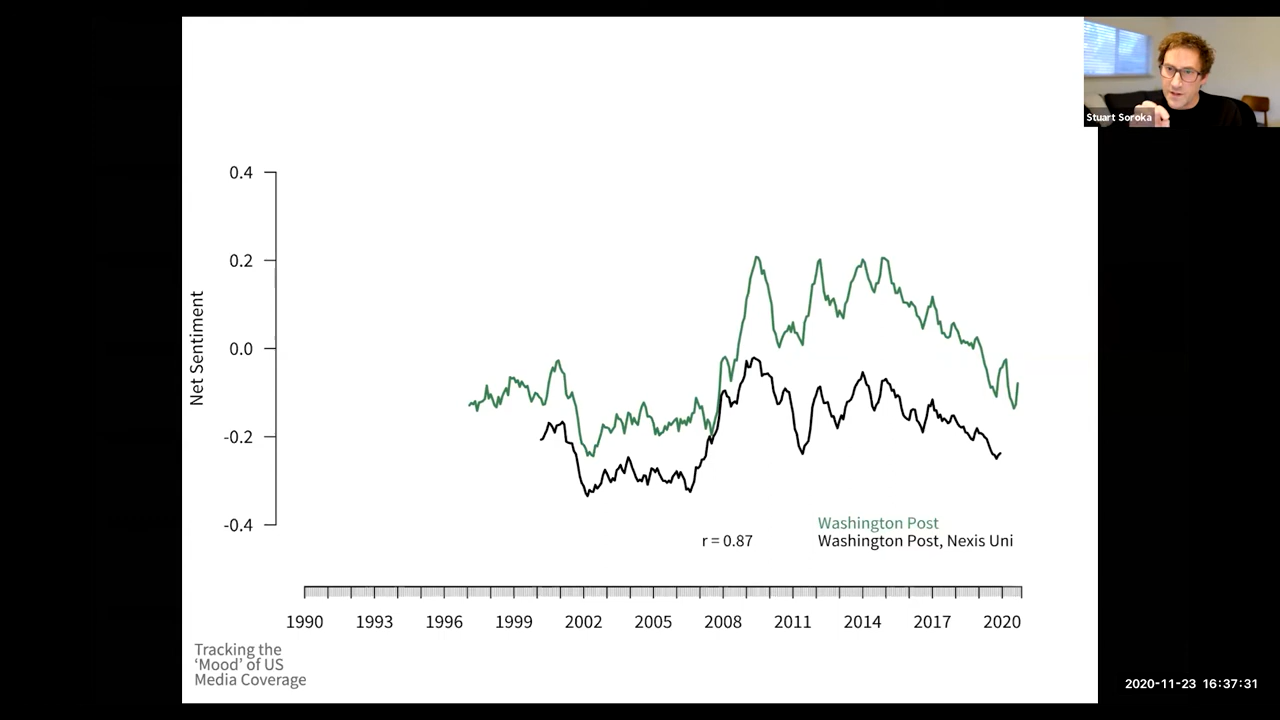 Stuart Soroka
0.4
0.2
0.0
-0.2
-0.4
Net Sentiment
Washington Post
r = 0.87 Washington Post, Nexis Uni
1990 1993 1996 1999 2002 2005 2008 2011 2014 2017 2020
Tracking the
‘Mood’ of US
Media Coverage
2020-11-23 16:37:31